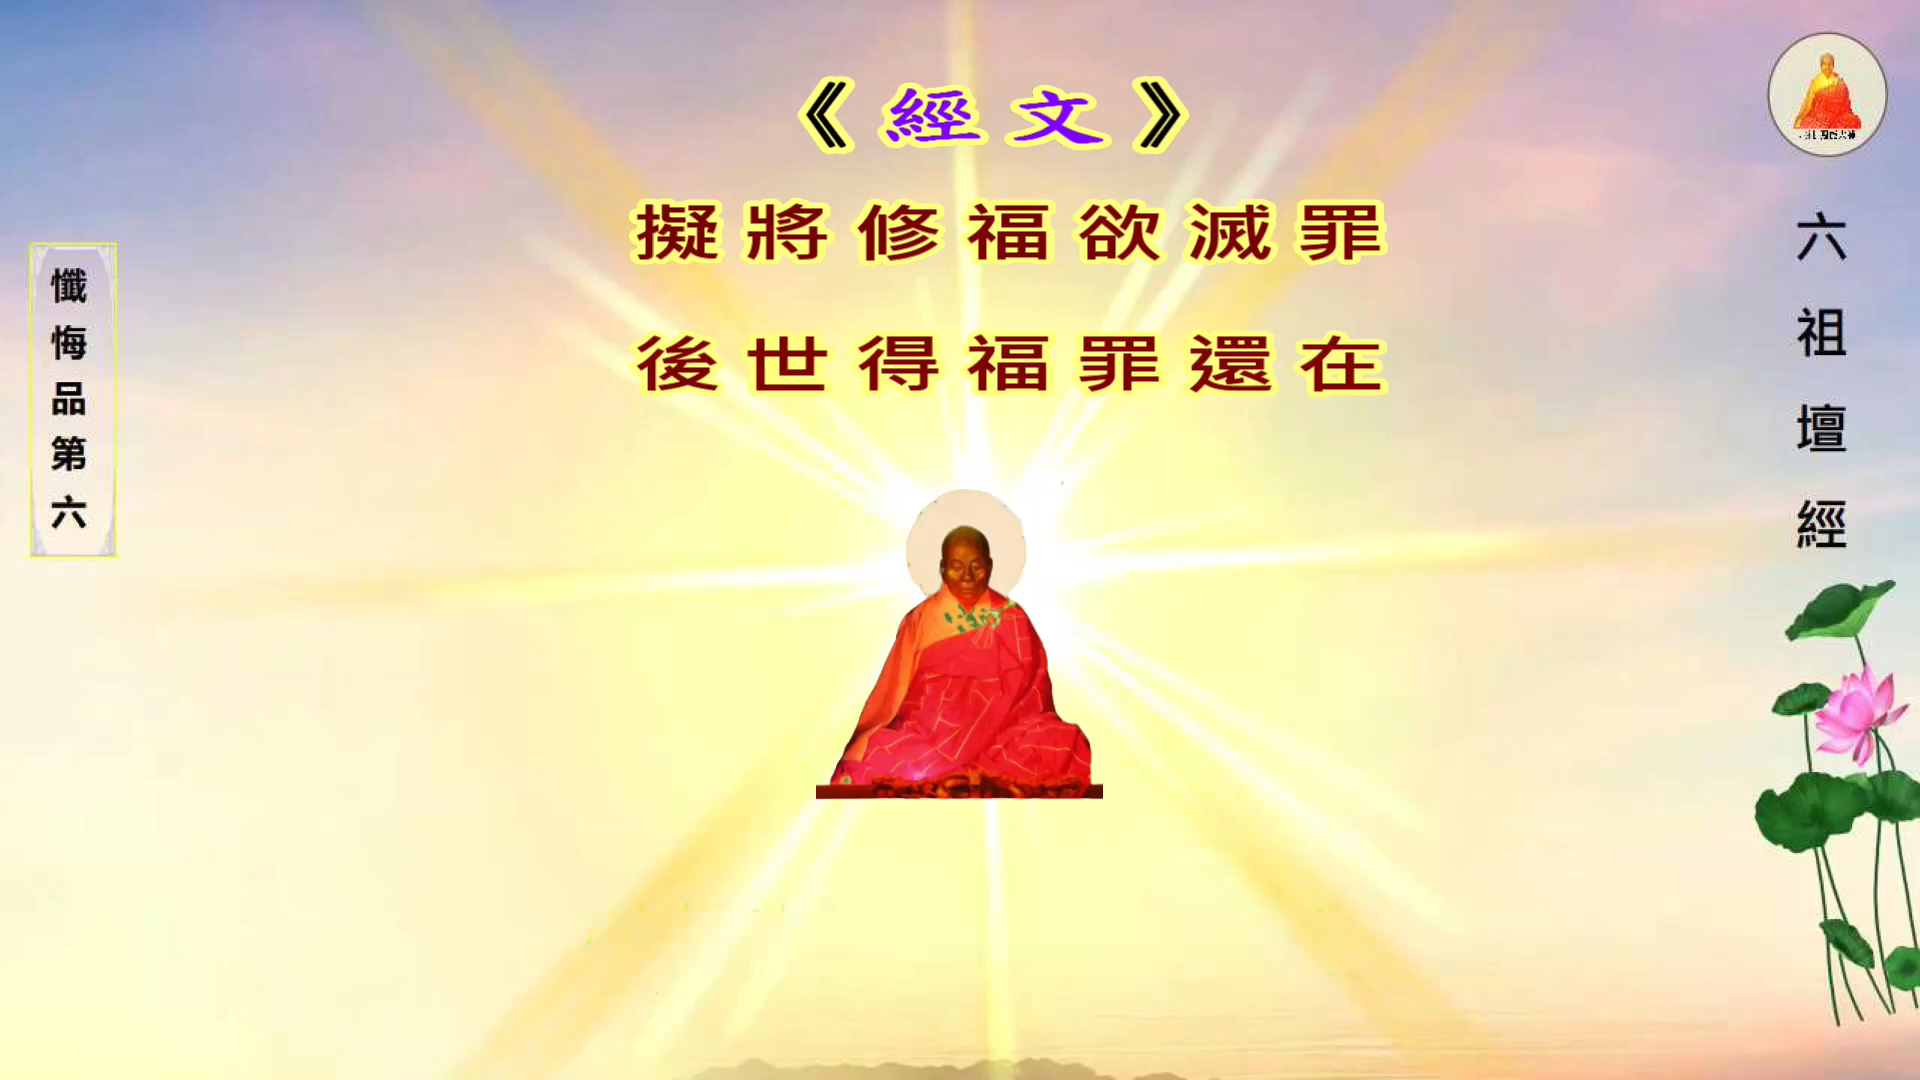 《經文》
擬將修福欲滅罪
後世得福罪還在
六祖壇經
懺悔品第六